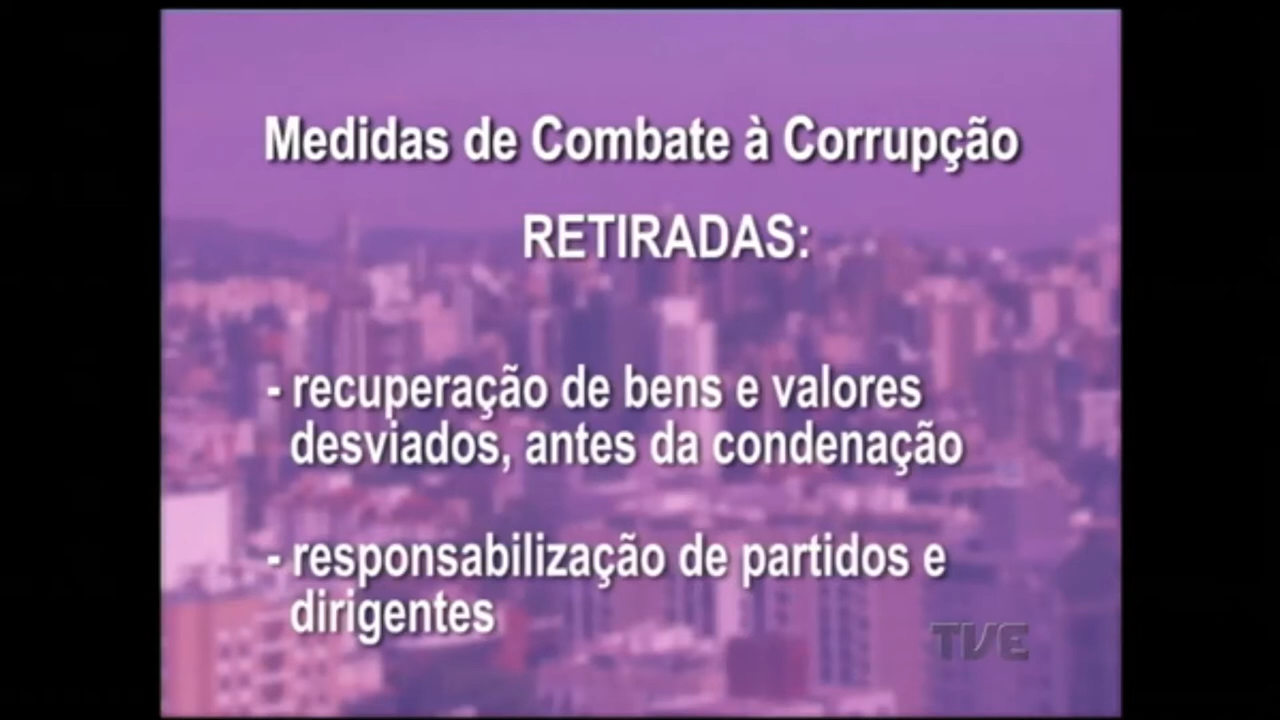 Medidas de Combate à Corrupção
RETIRADAS:
- recuperação de bens e valores
desviados, antes da condenação
- responsabilização de partidos e
dirigentes
TVE